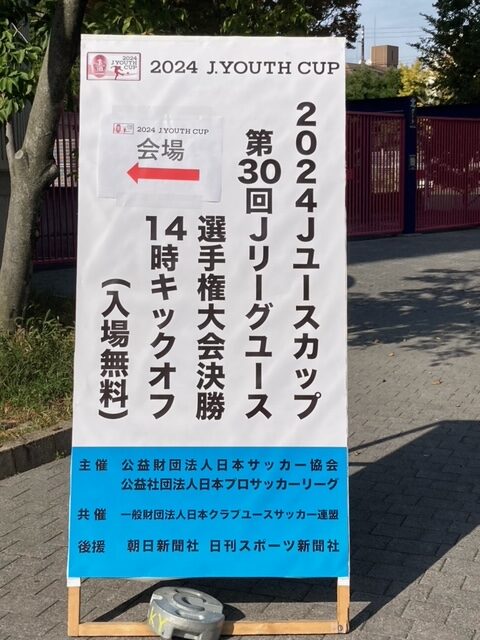 2024 J.YOUTH CUP
2024 J.YOUTH CUP
2024 J.YOUTH CUP
会場
2024Jユースカップ
第30回Jリーグユース
選手権大会決勝
14時キックオフ
(入場無料)
主催 公益財団法人日本サッカー協会
公益社団法人日本プロサッカーリーグ
共催 一般財団法人日本クラブユースサッカー連盟
後援 朝日新聞社 日刊スポーツ新聞社
KY